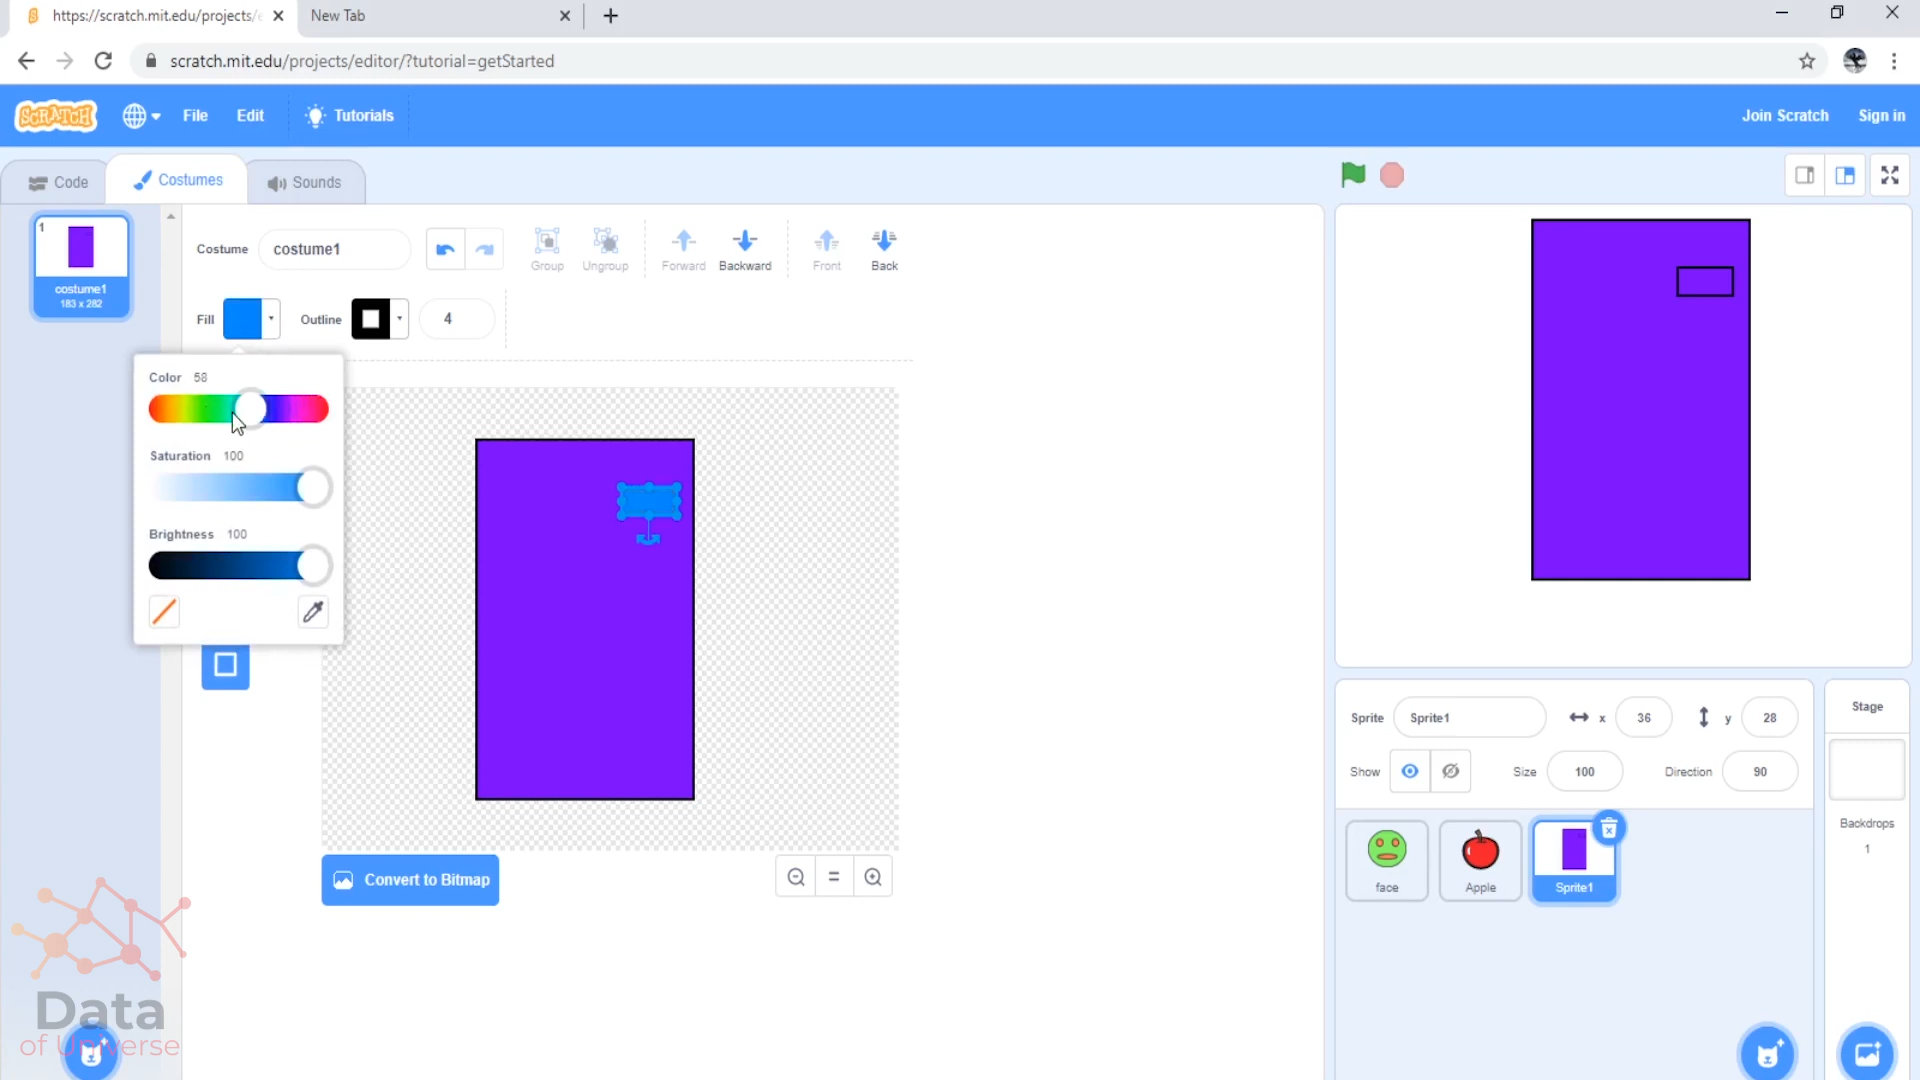 https://scratch.mit.edu/projects/e
New Tab
scratch.mit.edu/projects/editor/?tutorial=getStarted
SCRATCH
File
Edit
Tutorials
Join Scratch
Sign in
Code
Costumes
Sounds
1
costume1
183 x 282
Costume
costume1
Group
Ungroup
Forward
Backward
Front
Back
Fill
Outline
4
Color 58
Saturation 100
Brightness 100
Convert to Bitmap
Sprite
Sprite1
x
36
y
28
Show
Size
100
Direction
90
face
Apple
Sprite1
Stage
Backdrops
1
Data
of Universe